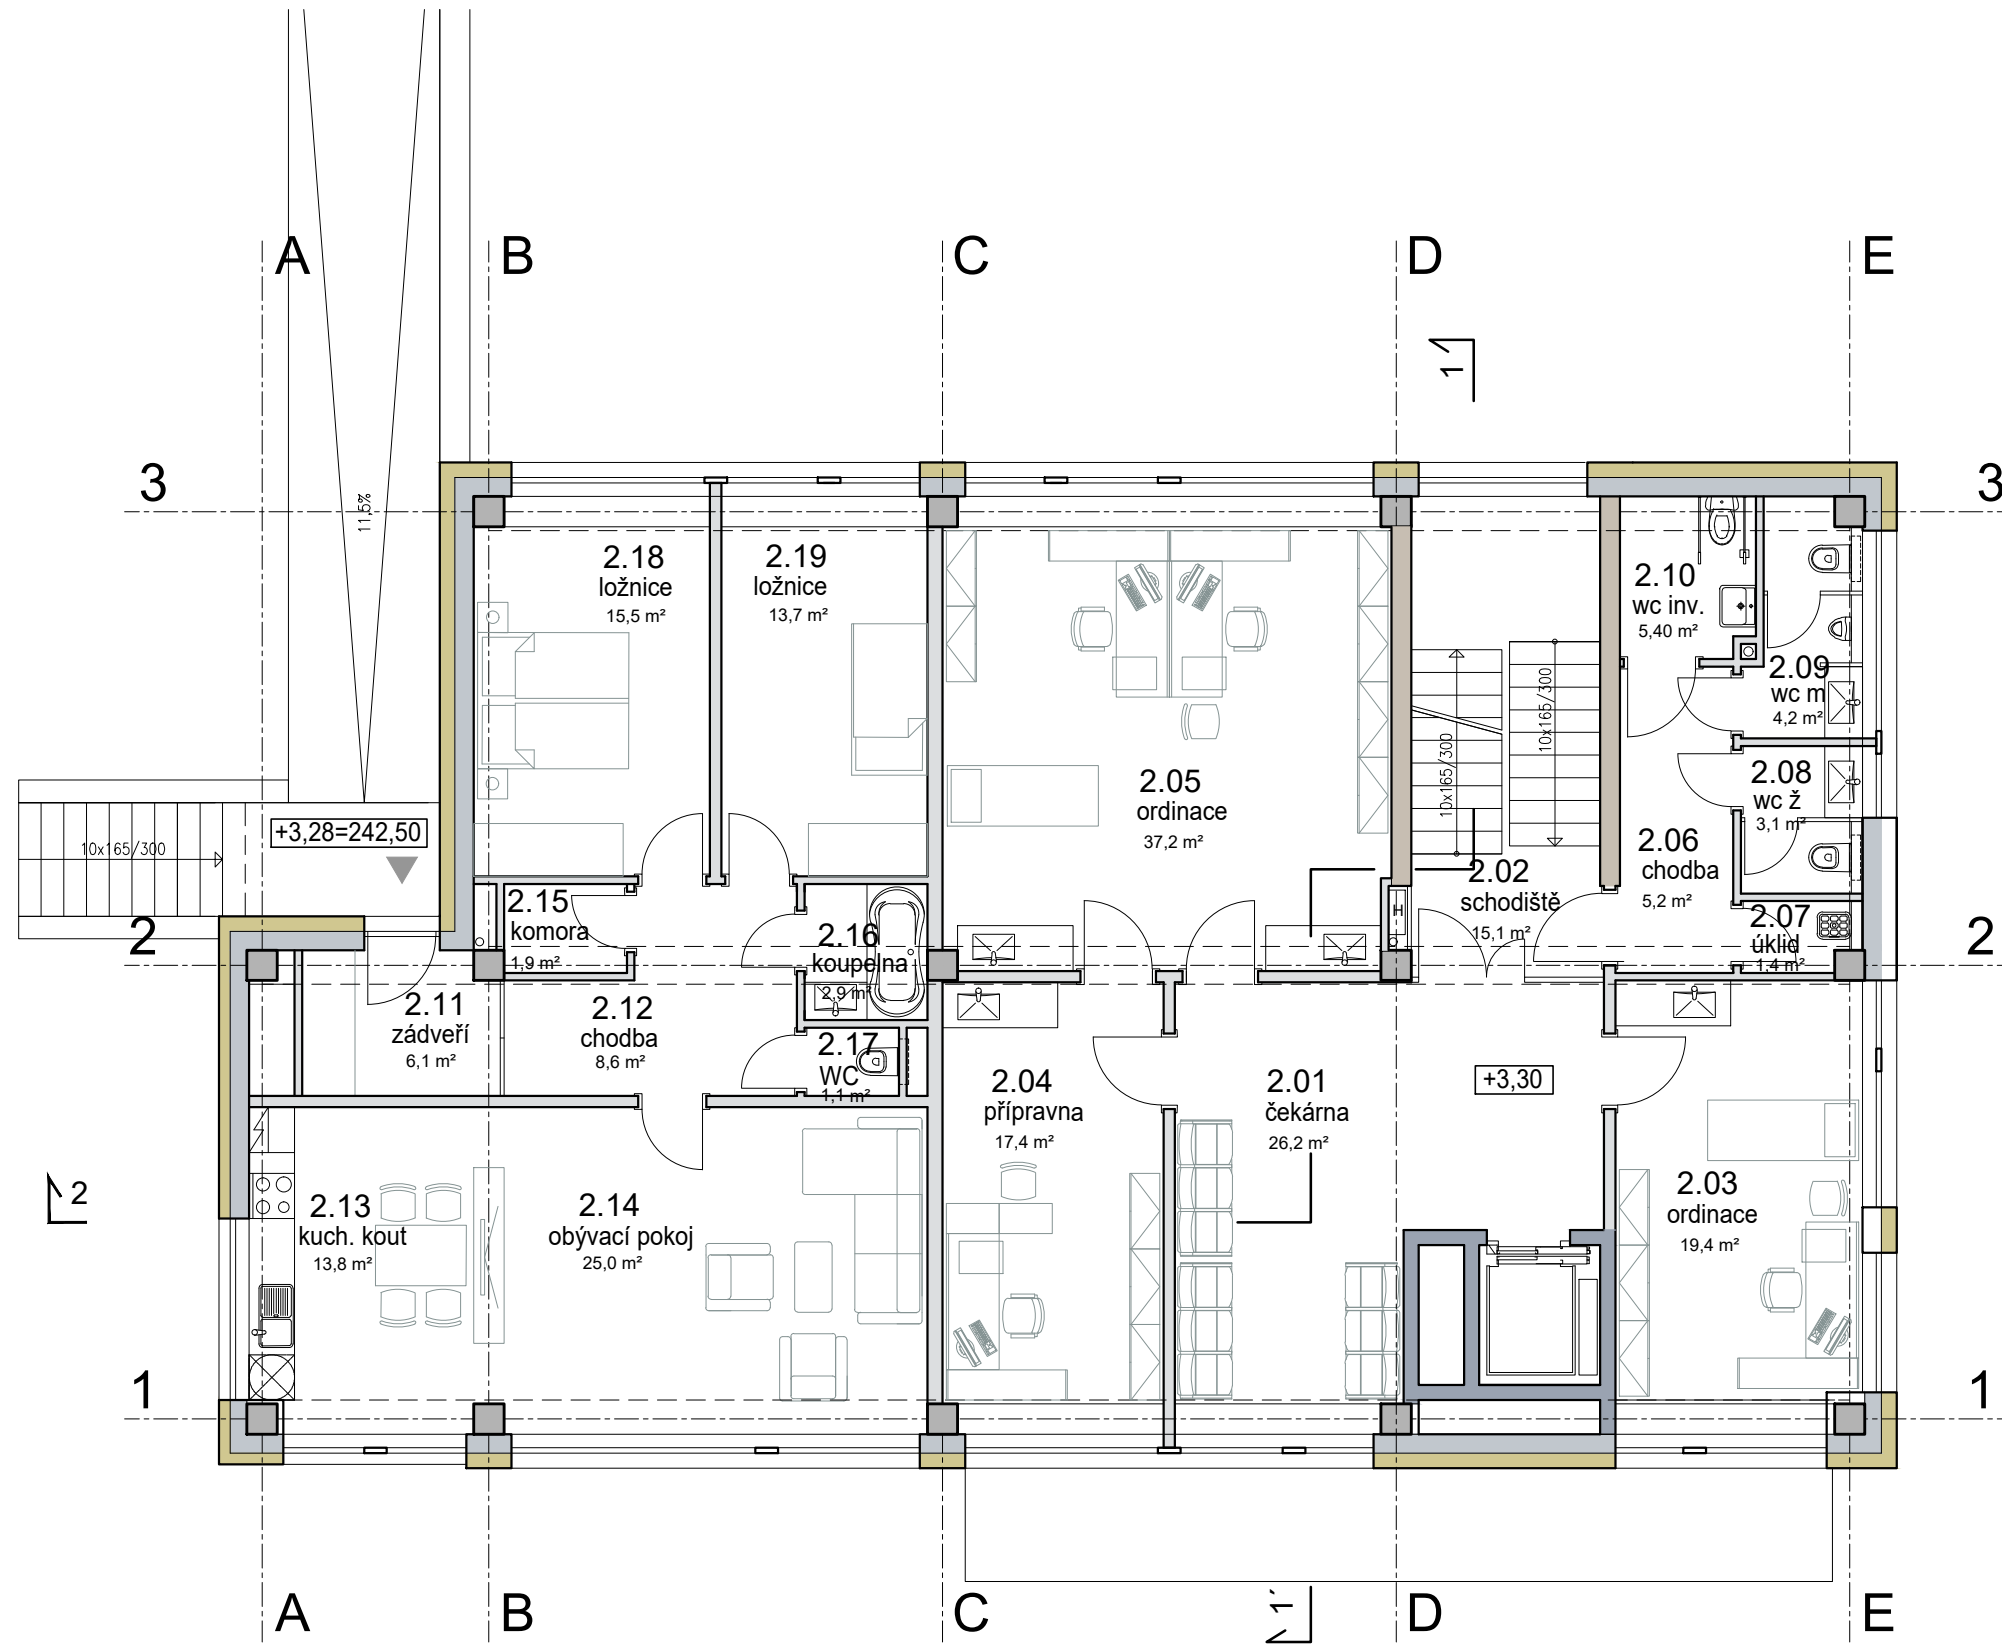 A
B
C
D
E
1
3
3
11,5%
2.18
ložnice
15,5 m²
2.19
ložnice
13,7 m²
2.10
wc inv.
5,40 m²
2.09
wc m
4,2 m²
2.05
ordinace
37,2 m²
10x165/300
10x165/300
2.08
wc ž
3,1 m²
2.06
chodba
5,2 m²
+3,28=242,50
10x165/300
2.15
komora
1,9 m²
2.16
koupelna
2,9 m²
2.02
schodiště
15,1 m²
H
2.07
úklid
1,4 m²
2
2
2.11
zádveří
6,1 m²
2.12
chodba
8,6 m²
2.17
WC
1,1 m²
2.04
přípravna
17,4 m²
2.01
čekárna
26,2 m²
+3,30
2
2.13
kuch. kout
13,8 m²
2.14
obývací pokoj
25,0 m²
2.03
ordinace
19,4 m²
1
1
A
B
C
1´
D
E